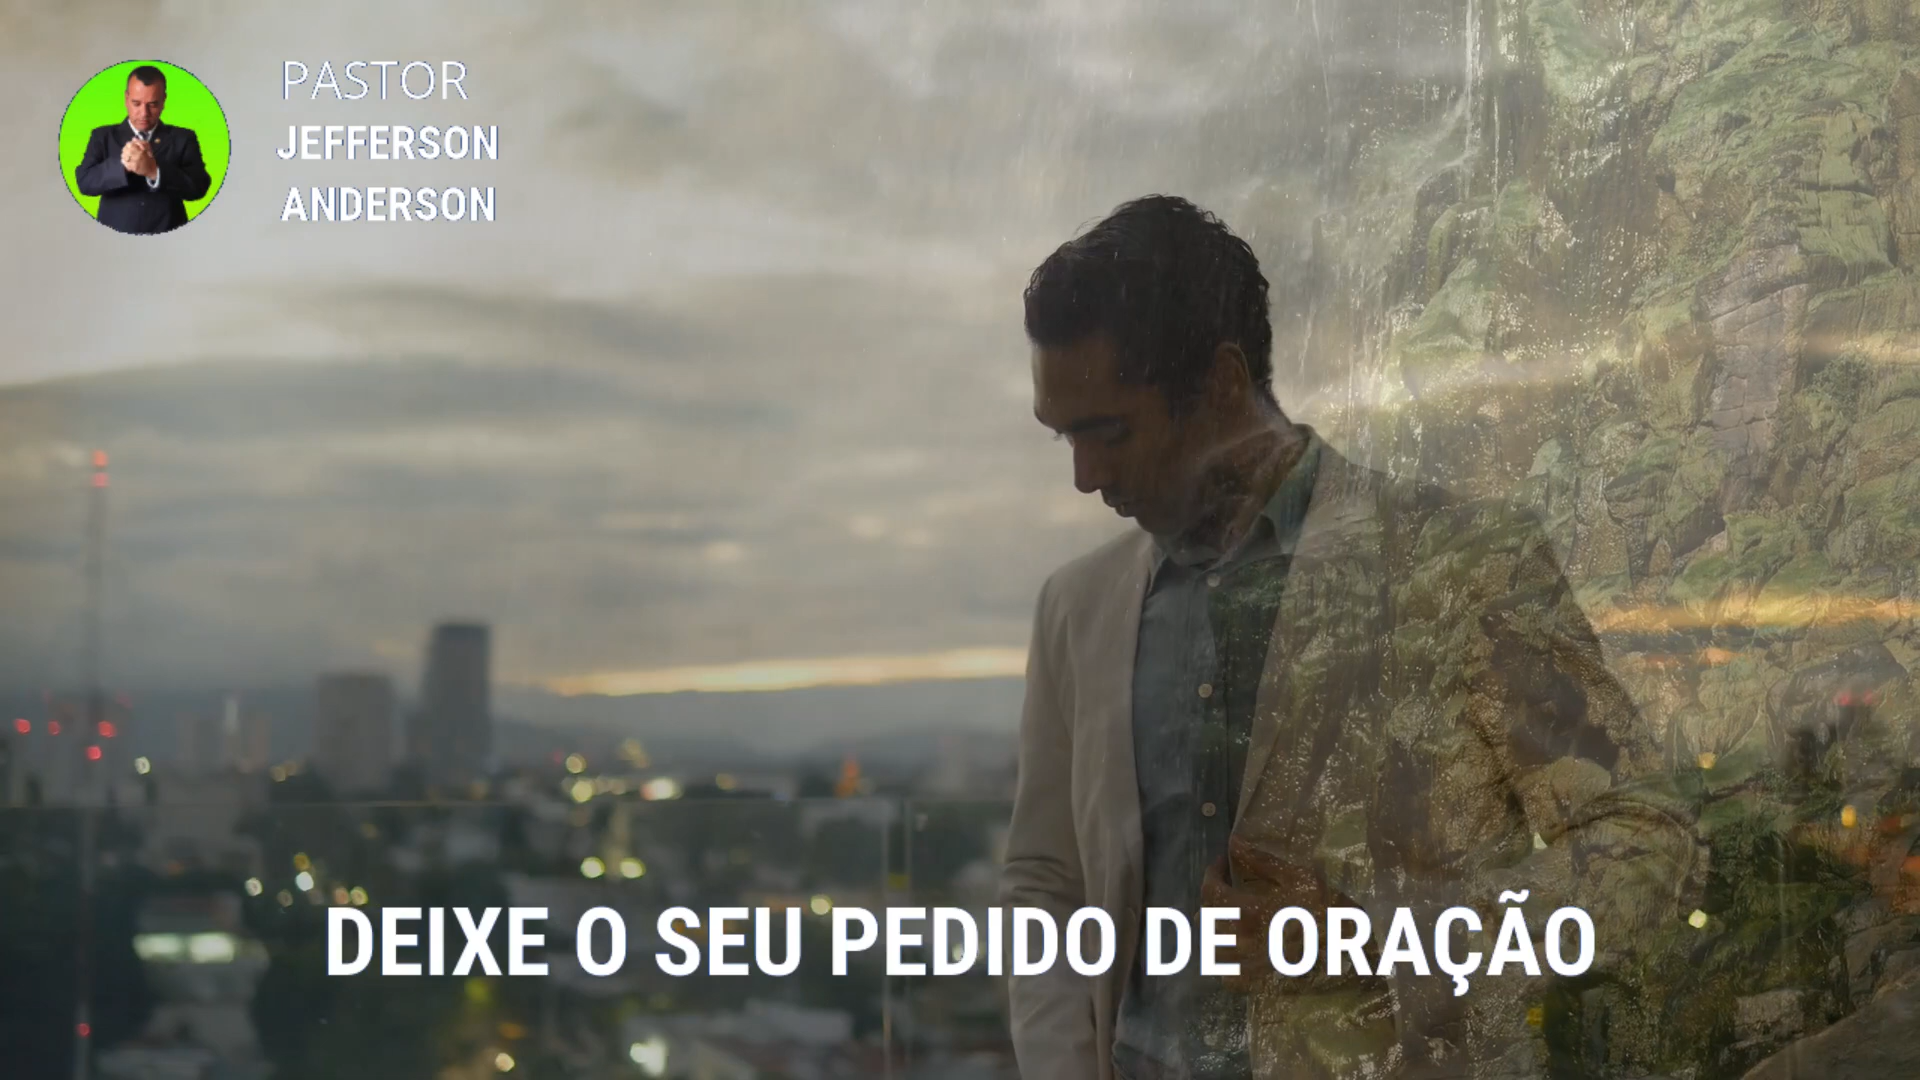 PASTOR
JEFFERSON
ANDERSON
DEIXE O SEU PEDIDO DE ORAÇÃO